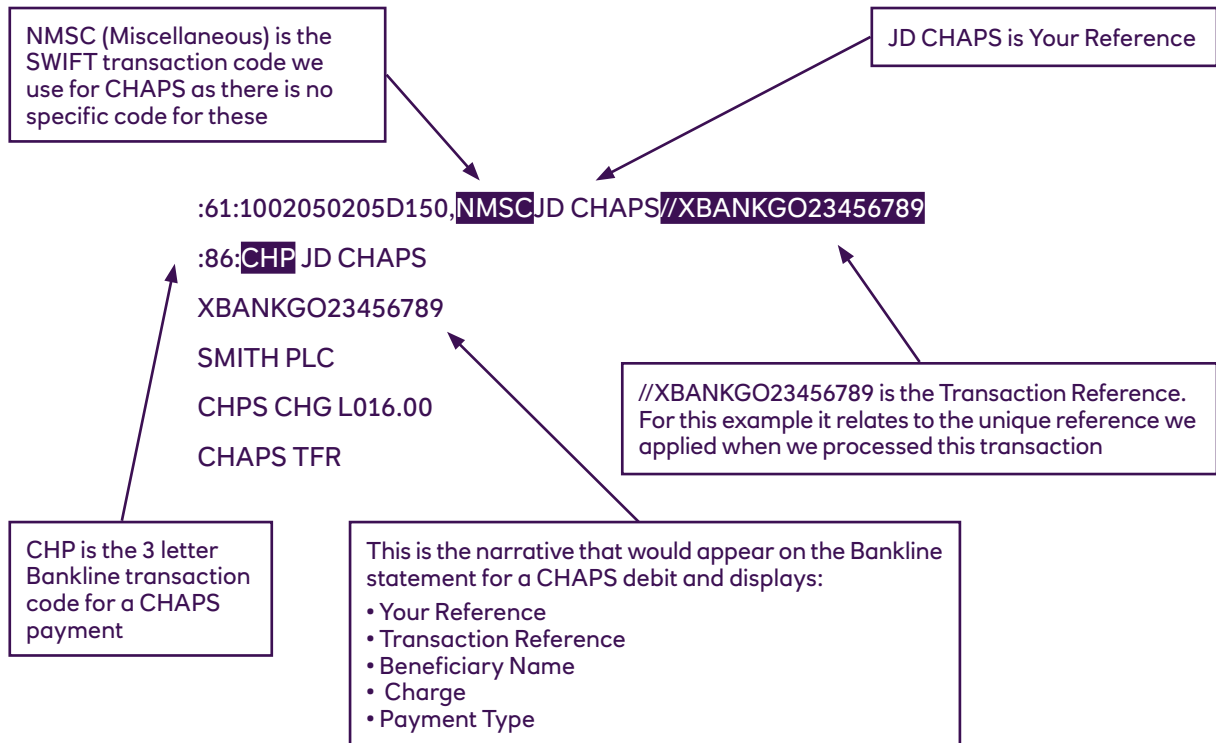 NMSC (Miscellaneous) is the
SWIFT transaction code we
use for CHAPS as there is no
specific code for these
JD CHAPS is Your Reference
:61:1002050205D150,NMSCJD CHAPS//XBANKGO23456789
:86:CHP JD CHAPS
XBANKGO23456789
SMITH PLC
CHPS CHG L016.00
CHAPS TFR
//XBANKGO23456789 is the Transaction Reference.
For this example it relates to the unique reference we
applied when we processed this transaction
CHP is the 3 letter
Bankline transaction
code for a CHAPS
payment
This is the narrative that would appear on the Bankline
statement for a CHAPS debit and displays:
• Your Reference
• Transaction Reference
• Beneficiary Name
• Charge
• Payment Type